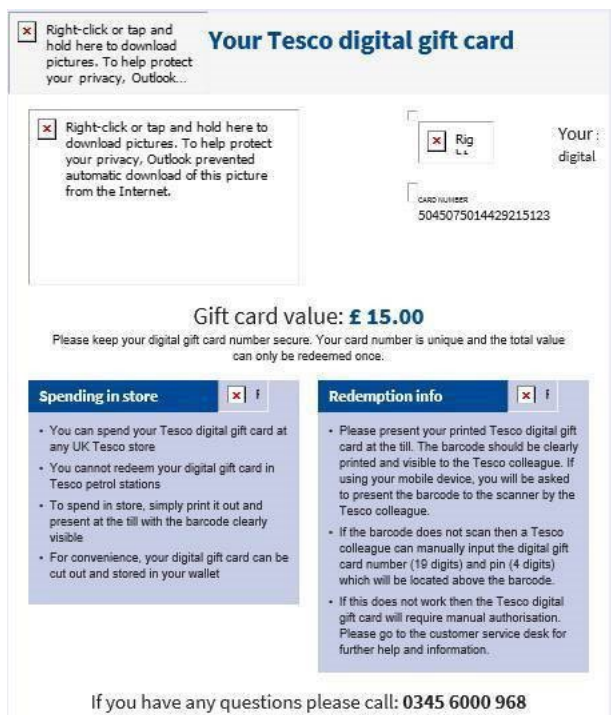 Right-click or tap and
hold here to download
pictures. To help protect
your privacy, Outlook...
Your Tesco digital gift card
Right-click or tap and hold here to
download pictures. To help protect
your privacy, Outlook prevented
automatic download of this picture
from the Internet.
Rig
Your
digital
CARD NUMBER
5045075014429215123
Gift card value: £ 15.00
Please keep your digital gift card number secure. Your card number is unique and the total value
can only be redeemed once.
Spending in store
• You can spend your Tesco digital gift card at
any UK Tesco store
• You cannot redeem your digital gift card in
Tesco petrol stations
• To spend in store, simply print it out and
present at the till with the barcode clearly
visible
• For convenience, your digital gift card can be
cut out and stored in your wallet
Redemption info
• Please present your printed Tesco digital gift
card at the till. The barcode should be clearly
printed and visible to the Tesco colleague. If
using your mobile device, you will be asked
to present the barcode to the scanner by the
Tesco colleague.
• If the barcode does not scan then a Tesco
colleague can manually input the digital gift
card number (19 digits) and pin (4 digits)
which will be located above the barcode.
• If this does not work then the Tesco digital
gift card will require manual authorisation.
Please go to the customer service desk for
further help and information.
If you have any questions please call: 0345 6000 968